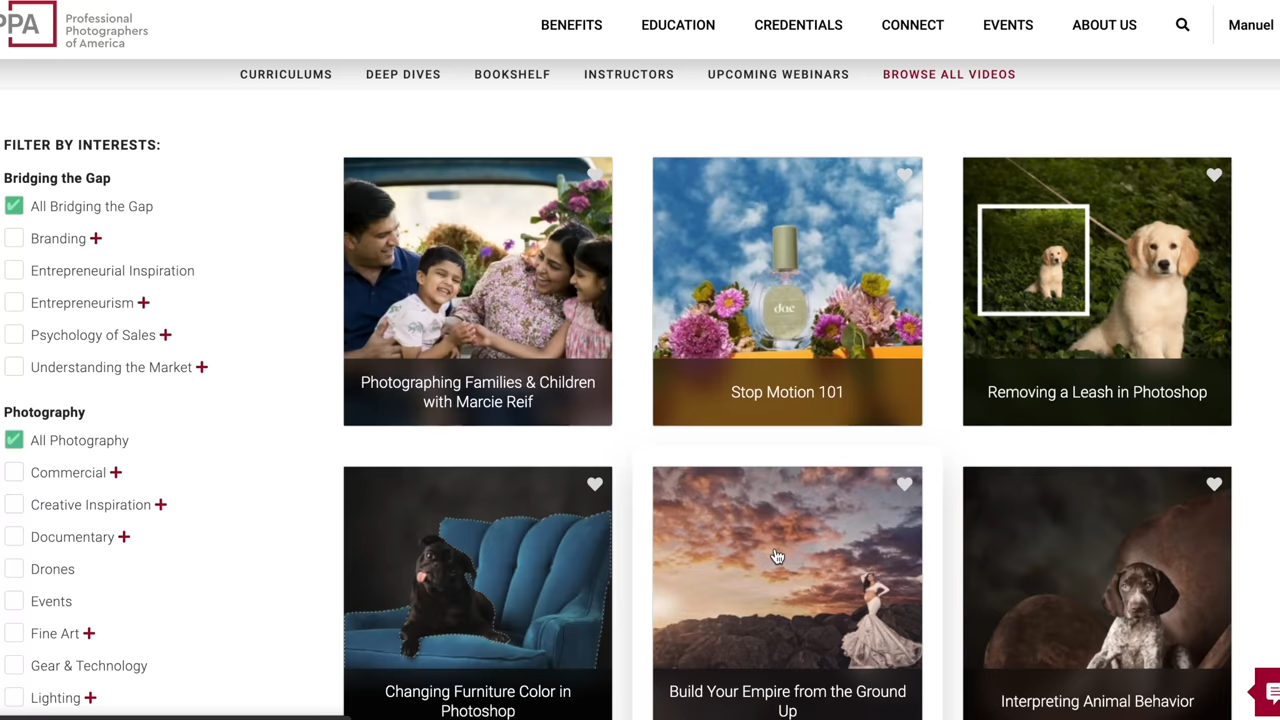 PPA
Professional
Photographers
of America
BENEFITS
EDUCATION
CREDENTIALS
CONNECT
EVENTS
ABOUT US
Manuel
CURRICULUMS
DEEP DIVES
BOOKSHELF
INSTRUCTORS
UPCOMING WEBINARS
BROWSE ALL VIDEOS
FILTER BY INTERESTS:
Bridging the Gap
All Bridging the Gap
Branding +
Entrepreneurial Inspiration
Entrepreneurism +
Psychology of Sales +
Understanding the Market +
Photography
All Photography
Commercial +
Creative Inspiration +
Documentary +
Drones
Events
Fine Art +
Gear & Technology
Lighting +
Photographing Families & Children
with Marcie Reif
dae
Stop Motion 101
Removing a Leash in Photoshop
Changing Furniture Color in
Photoshop
Build Your Empire from the Ground
Up
Interpreting Animal Behavior